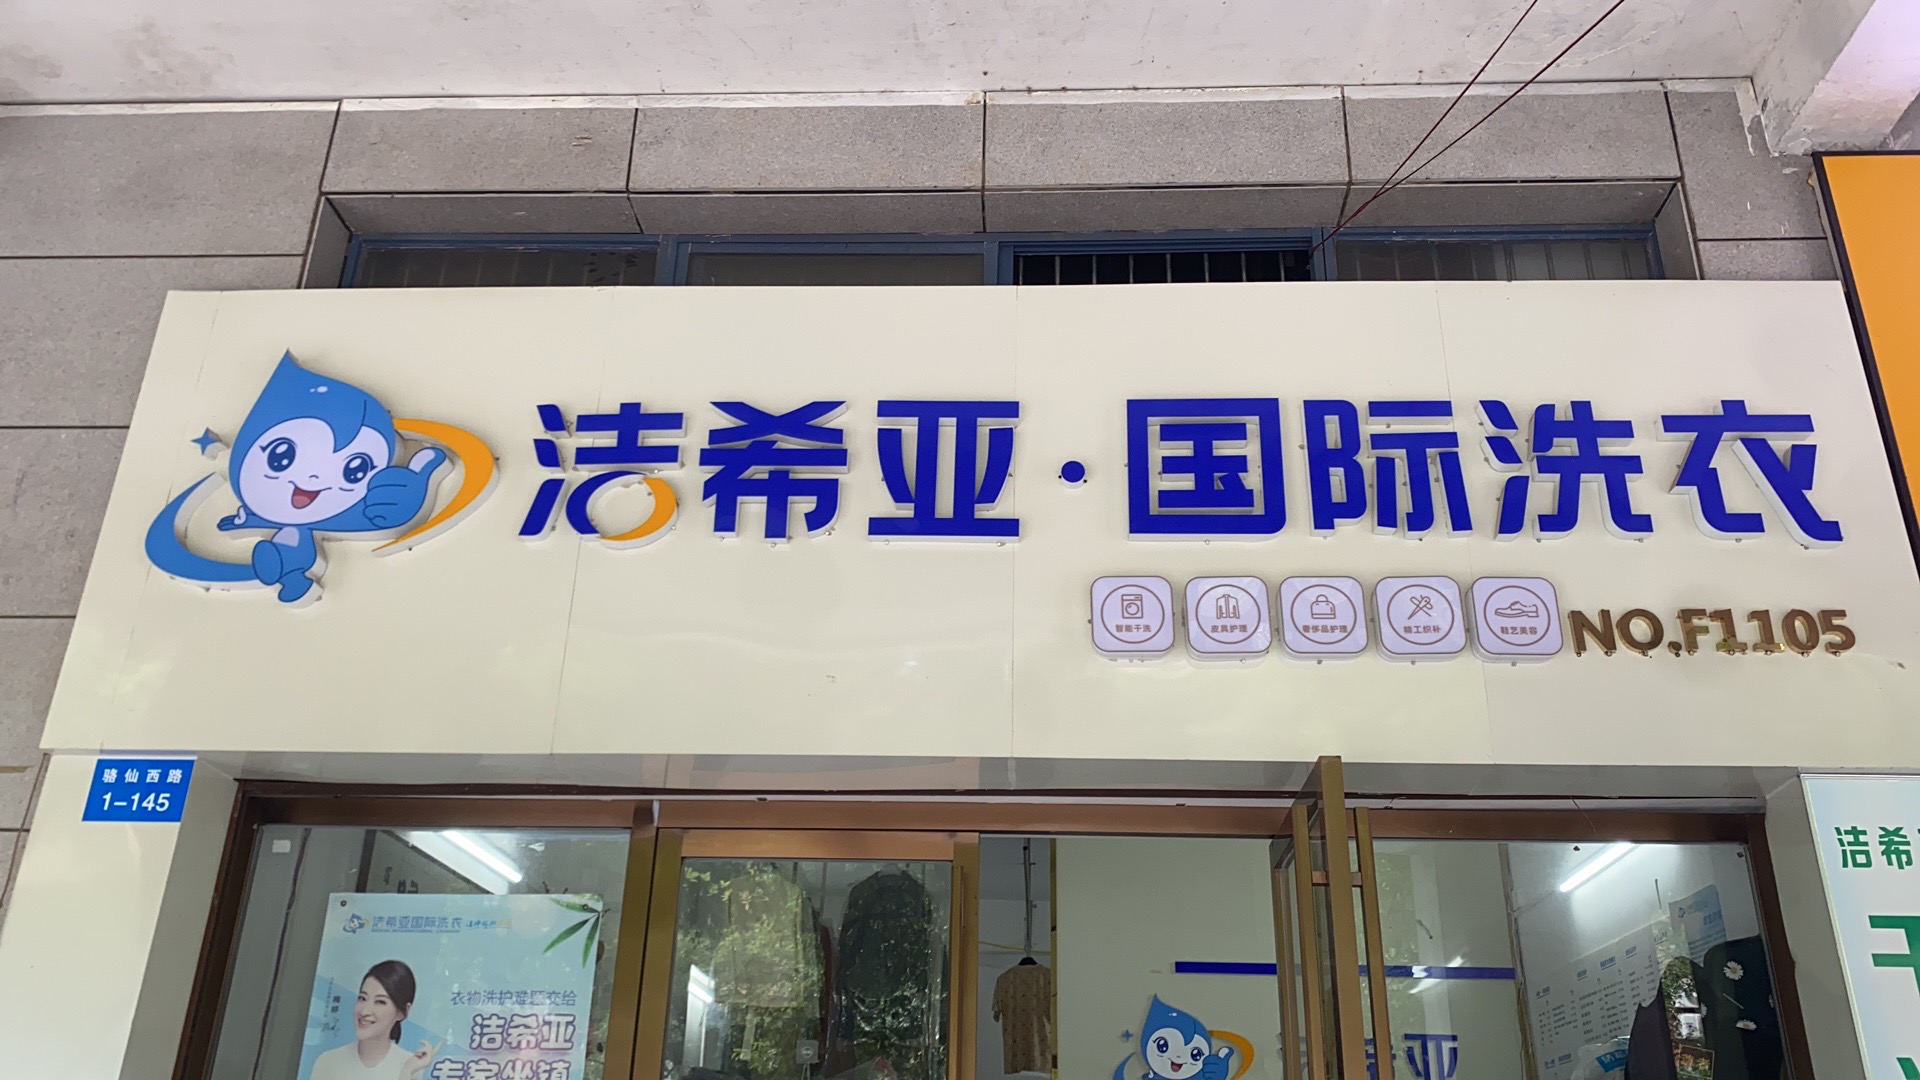 洁希亚·国际洗衣
智能干洗
皮具护理
奢侈品护理
精工织补
鞋艺美容
NO.F1105
骆仙西路
1-145
洁希亚国际洗衣
衣物洗护难题交给
洁希亚
专家坐镇
亚
洁希
干